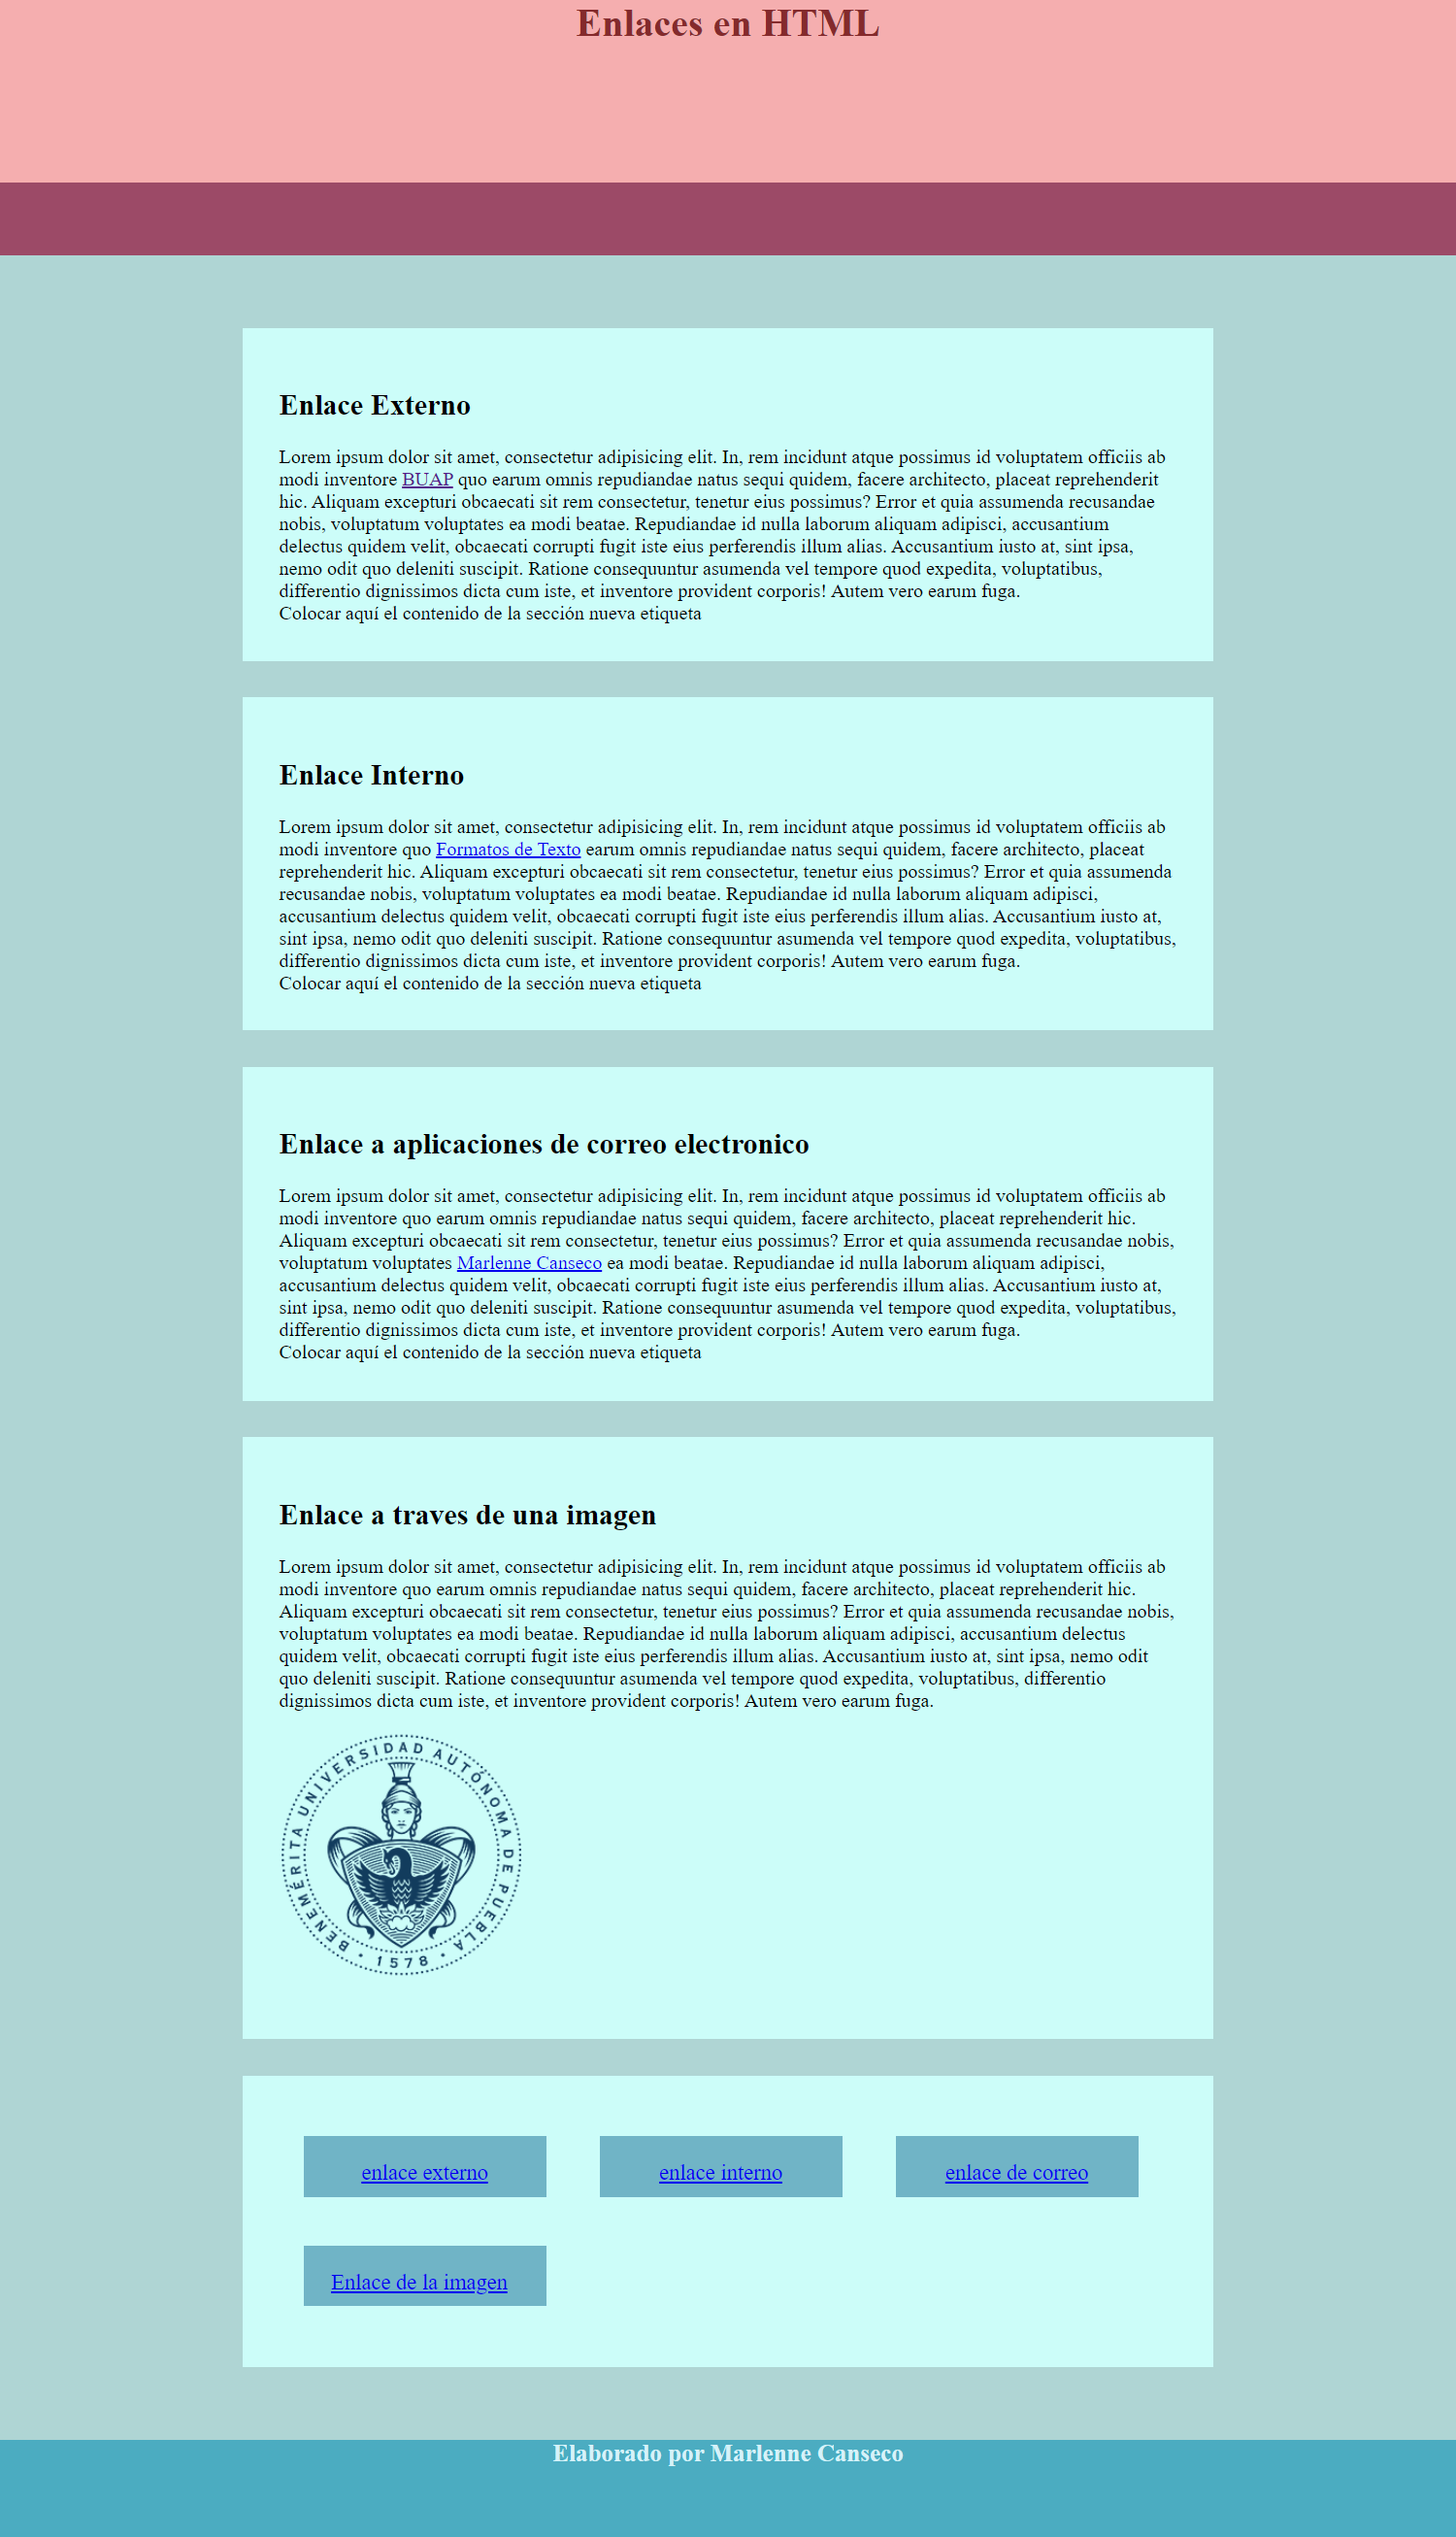 Enlaces en HTML
Enlace Externo
Lorem ipsum dolor sit amet, consectetur adipisicing elit. In, rem incidunt atque possimus id voluptatem officiis ab
modi inventore BUAP quo earum omnis repudiandae natus sequi quidem, facere architecto, placeat reprehenderit
hic. Aliquam excepturi obcaecati sit rem consectetur, tenetur eius possimus? Error et quia assumenda recusandae
nobis, voluptatum voluptates ea modi beatae. Repudiandae id nulla laborum aliquam adipisci, accusantium
delectus quidem velit, obcaecati corrupti fugit iste eius perferendis illum alias. Accusantium iusto at, sint ipsa,
nemo odit quo deleniti suscipit. Ratione consequuntur asumenda vel tempore quod expedita, voluptatibus,
differentio dignissimos dicta cum iste, et inventore provident corporis! Autem vero earum fuga.
Colocar aquí el contenido de la sección nueva etiqueta
Enlace Interno
Lorem ipsum dolor sit amet, consectetur adipisicing elit. In, rem incidunt atque possimus id voluptatem officiis ab
modi inventore quo Formatos de Texto earum omnis repudiandae natus sequi quidem, facere architecto, placeat
reprehenderit hic. Aliquam excepturi obcaecati sit rem consectetur, tenetur eius possimus? Error et quia assumenda
recusandae nobis, voluptatum voluptates ea modi beatae. Repudiandae id nulla laborum aliquam adipisci,
accusantium delectus quidem velit, obcaecati corrupti fugit iste eius perferendis illum alias. Accusantium iusto at,
sint ipsa, nemo odit quo deleniti suscipit. Ratione consequuntur asumenda vel tempore quod expedita, voluptatibus,
differentio dignissimos dicta cum iste, et inventore provident corporis! Autem vero earum fuga.
Colocar aquí el contenido de la sección nueva etiqueta
Enlace a aplicaciones de correo electronico
Lorem ipsum dolor sit amet, consectetur adipisicing elit. In, rem incidunt atque possimus id voluptatem officiis ab
modi inventore quo earum omnis repudiandae natus sequi quidem, facere architecto, placeat reprehenderit hic.
Aliquam excepturi obcaecati sit rem consectetur, tenetur eius possimus? Error et quia assumenda recusandae nobis,
voluptatum voluptates Marlenne Canseco ea modi beatae. Repudiandae id nulla laborum aliquam adipisci,
accusantium delectus quidem velit, obcaecati corrupti fugit iste eius perferendis illum alias. Accusantium iusto at,
sint ipsa, nemo odit quo deleniti suscipit. Ratione consequuntur asumenda vel tempore quod expedita, voluptatibus,
differentio dignissimos dicta cum iste, et inventore provident corporis! Autem vero earum fuga.
Colocar aquí el contenido de la sección nueva etiqueta
Enlace a traves de una imagen
Lorem ipsum dolor sit amet, consectetur adipisicing elit. In, rem incidunt atque possimus id voluptatem officiis ab
modi inventore quo earum omnis repudiandae natus sequi quidem, facere architecto, placeat reprehenderit hic.
Aliquam excepturi obcaecati sit rem consectetur, tenetur eius possimus? Error et quia assumenda recusandae nobis,
voluptatum voluptates ea modi beatae. Repudiandae id nulla laborum aliquam adipisci, accusantium delectus
quidem velit, obcaecati corrupti fugit iste eius perferendis illum alias. Accusantium iusto at, sint ipsa, nemo odit
quo deleniti suscipit. Ratione consequuntur asumenda vel tempore quod expedita, voluptatibus, differentio
dignissimos dicta cum iste, et inventore provident corporis! Autem vero earum fuga.
BENEMÉRITA UNIVERSIDAD AUTÓNOMA DE PUEBLA
• 1578 •
enlace externo
enlace interno
enlace de correo
Enlace de la imagen
Elaborado por Marlenne Canseco